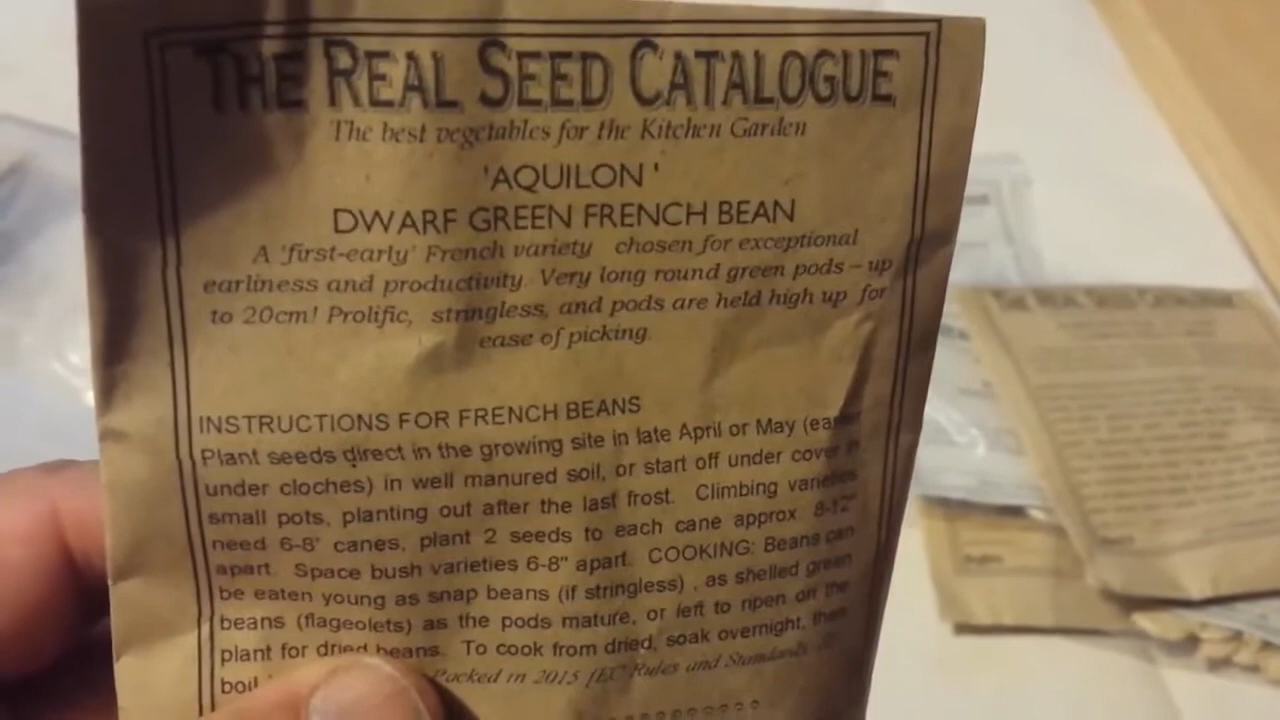 THE REAL SEED CATALOGUE
The best vegetables for the Kitchen Garden
'AQUILON '
DWARF GREEN FRENCH BEAN
A 'first-early' French variety chosen for exceptional
earliness and productivity. Very long round green pods – up
to 20cm! Prolific, stringless, and pods are held high up for
ease of picking.
INSTRUCTIONS FOR FRENCH BEANS
Plant seeds direct in the growing site in late April or May
under cloches) in well manured soil, or start off under cover in
small pots, planting out after the last frost. Climbing varieties
need 6-8' canes, plant 2 seeds to each cane approx. 8-12"
apart. Space bush varieties 6-8" apart. COOKING: Beans can
be eaten young as snap beans (if stringless) , as shelled green
beans (flageolets) as the pods mature, or left to ripen on the
plant for dried beans. To cook from dried, soak overnight, then
boil
Packed in 2015 [EC Rules and Standards
THE REAL SEED CATALOGUE